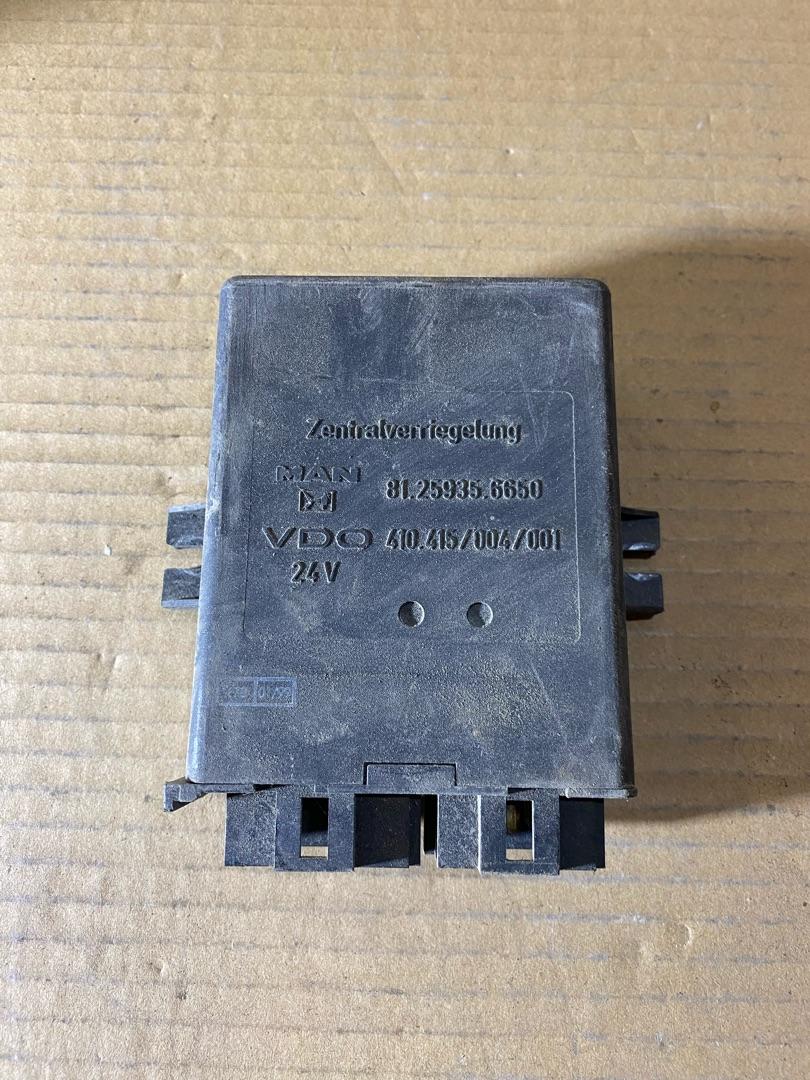 Zentralverriegelung
MAN 81.25935.6650
VDO 410.415/004/001
24V